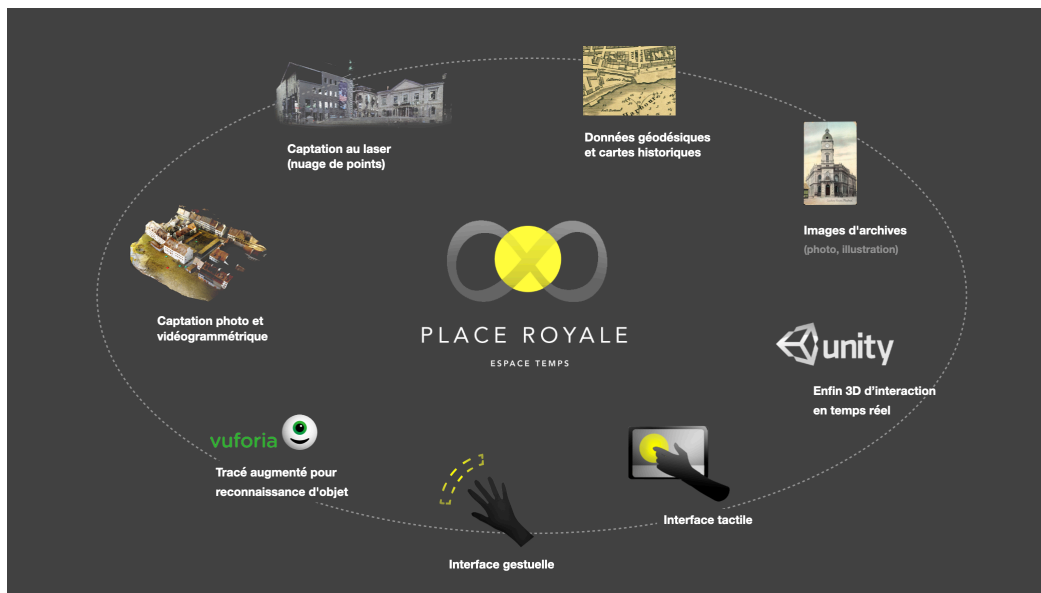 Captation au laser
(nuage de points)
Données géodésiques
et cartes historiques
Images d'archives
(photo, illustration)
Captation photo et
vidéogrammétrique
PLACE ROYALE
ESPACE TEMPS
unity
Enfin 3D d'interaction
en temps réel
vuforia
Tracé augmenté pour
reconnaissance d'objet
Interface tactile
Interface gestuelle